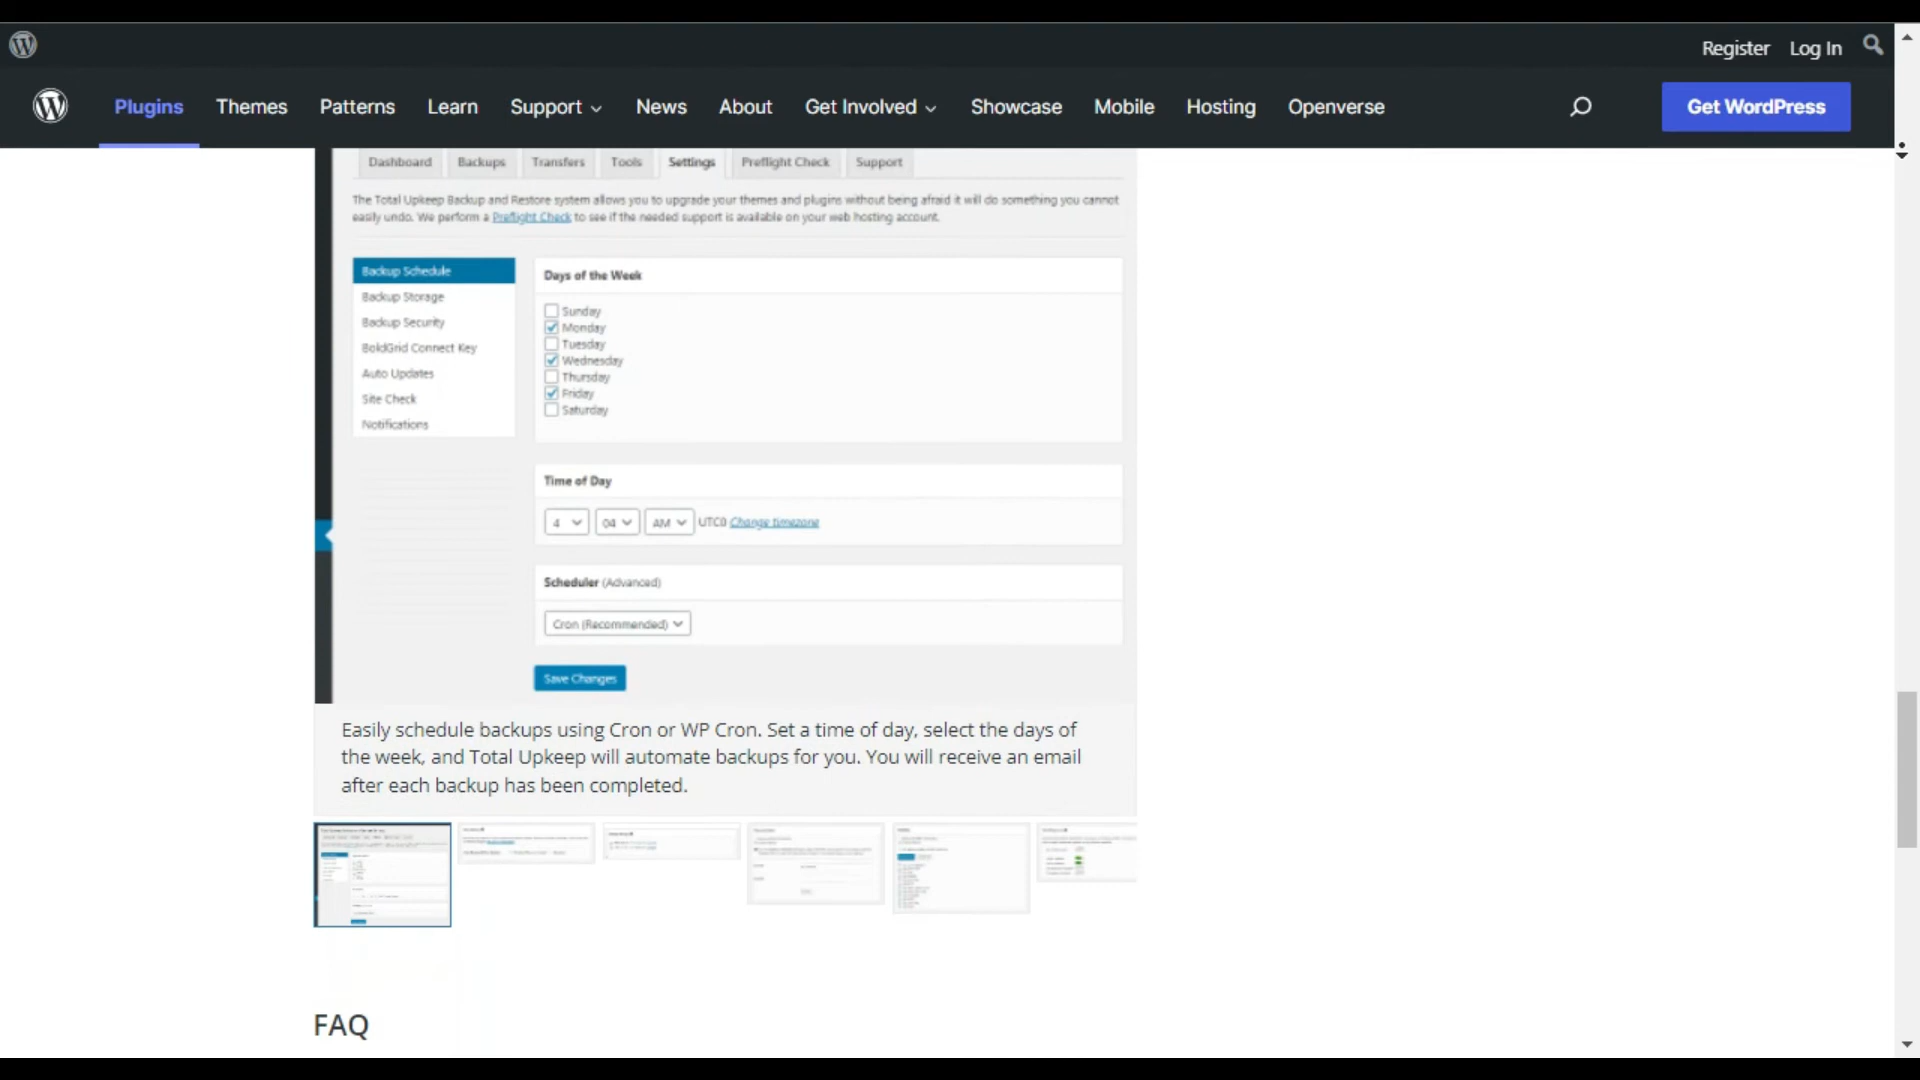 Register Log In
Plugins Themes Patterns Learn Support News About Get Involved Showcase Mobile Hosting Openverse Get WordPress
Dashboard Backups Transfers Tools Settings Preflight Check Support
The Total Upkeep Backup and Restore system allows you to upgrade your themes and plugins without being afraid it will do something you cannot
easily undo. We perform a Preflight Check to see if the needed support is available on your web hosting account.
Backup Schedule
Backup Storage
Backup Security
BoldGrid Connect Key
Auto Updates
Site Check
Notifications
Days of the Week
Sunday
Monday
Tuesday
Wednesday
Thursday
Friday
Saturday
Time of Day
4 04 AM UTC0 Change timezone
Scheduler (Advanced)
Cron (Recommended)
Save Changes
Easily schedule backups using Cron or WP Cron. Set a time of day, select the days of
the week, and Total Upkeep will automate backups for you. You will receive an email
after each backup has been completed.
FAQ